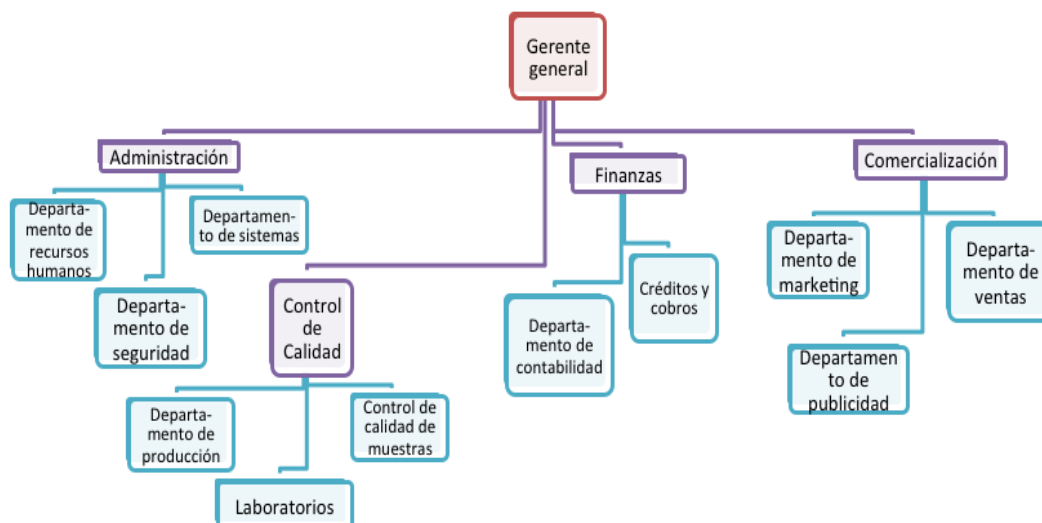 Gerente
general
Administración
Finanzas
Comercialización
Departa-
mento de
recursos
humanos
Departamen-
to de sistemas
Departa-
mento de
seguridad
Control
de
Calidad
Departa-
mento de
producción
Control de
calidad de
muestras
Laboratorios
Departa-
mento de
contabilidad
Créditos y
cobros
Departa-
mento de
marketing
Departa-
mento de
ventas
Departamen
to de
publicidad